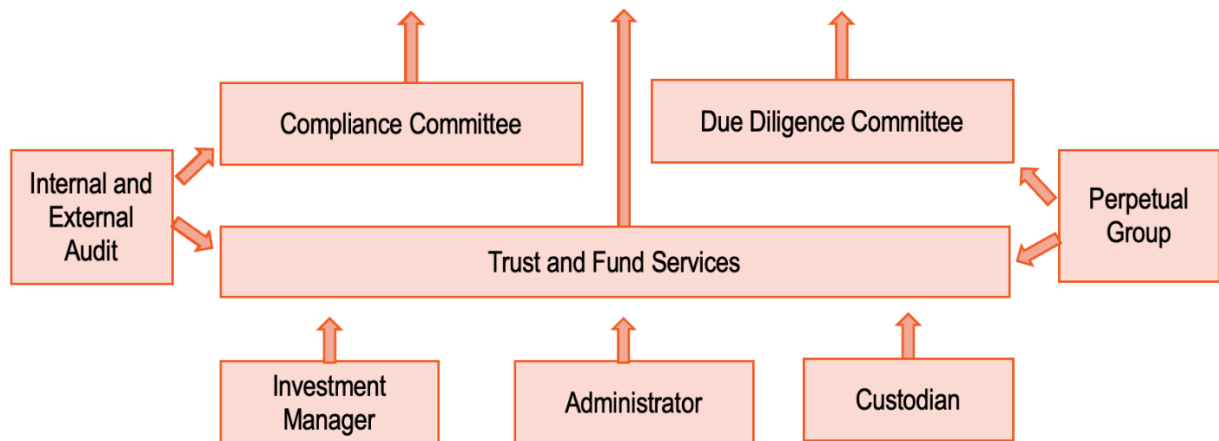 Compliance Committee
Due Diligence Committee
Internal and
External
Audit
Perpetual
Group
Trust and Fund Services
Investment
Manager
Administrator
Custodian